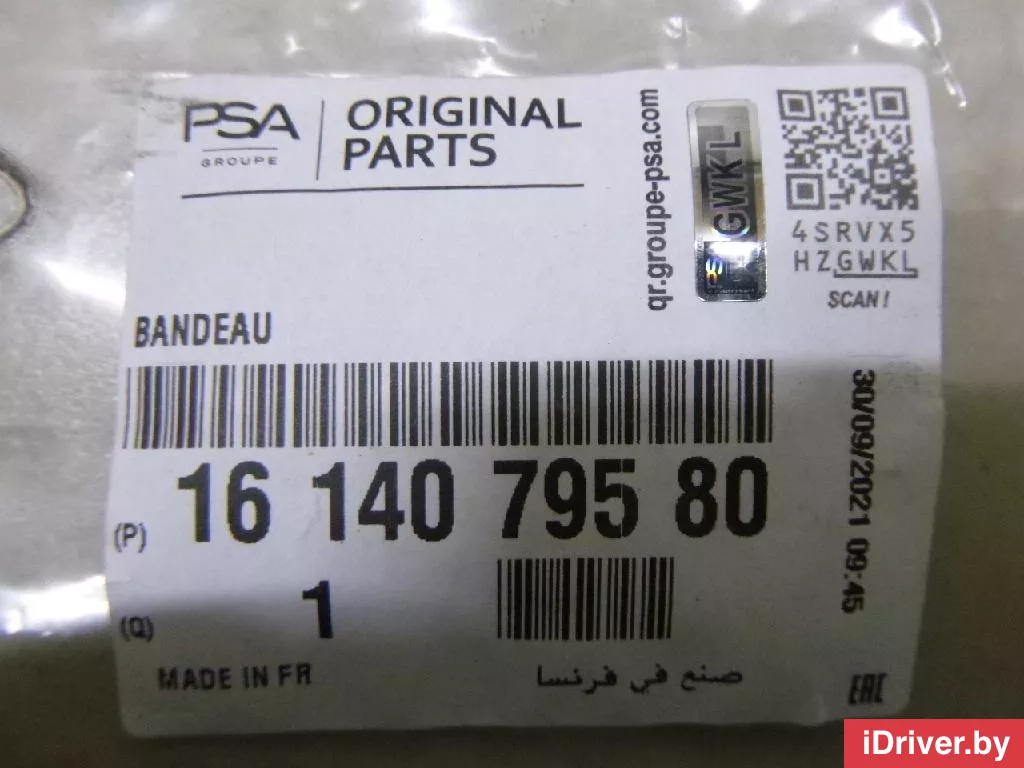 PSA
GROUPE
ORIGINAL
PARTS
qr.groupe-psa.com
GWKL
4SRVX5
HZGWKL
SCAN!
BANDEAU
(P) 16 140 795 80
(Q) 1
MADE IN FR
صنع في فرنسا
30/09/2021 09:45
EAC
iDriver.by